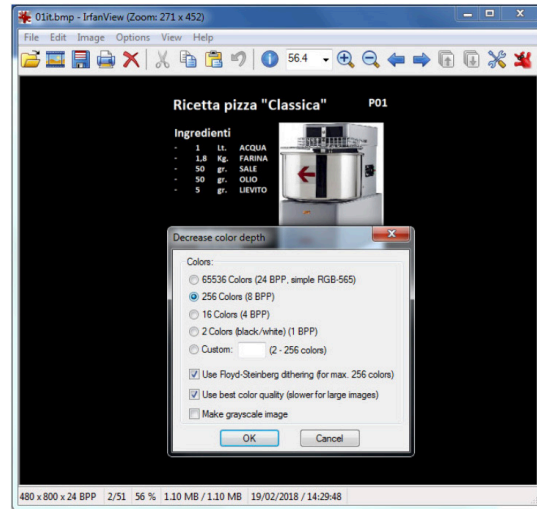 01it.bmp - IrfanView (Zoom: 271 x 452)
File Edit Image Options View Help
56.4
Ricetta pizza "Classica" P01
Ingredienti
- 1 Lt. ACQUA
- 1,8 Kg. FARINA
- 50 gr. SALE
- 50 gr. OLIO
- 5 gr. LIEVITO
Decrease color depth
Colors:
65536 Colors (24 BPP, simple RGB-565)
256 Colors (8 BPP)
16 Colors (4 BPP)
2 Colors (black/white) (1 BPP)
Custom: (2 - 256 colors)
Use Floyd-Steinberg dithering (for max. 256 colors)
Use best color quality (slower for large images)
Make grayscale image
OK Cancel
480 x 800 x 24 BPP 2/51 56 % 1.10 MB / 1.10 MB 19/02/2018 / 14:29:48